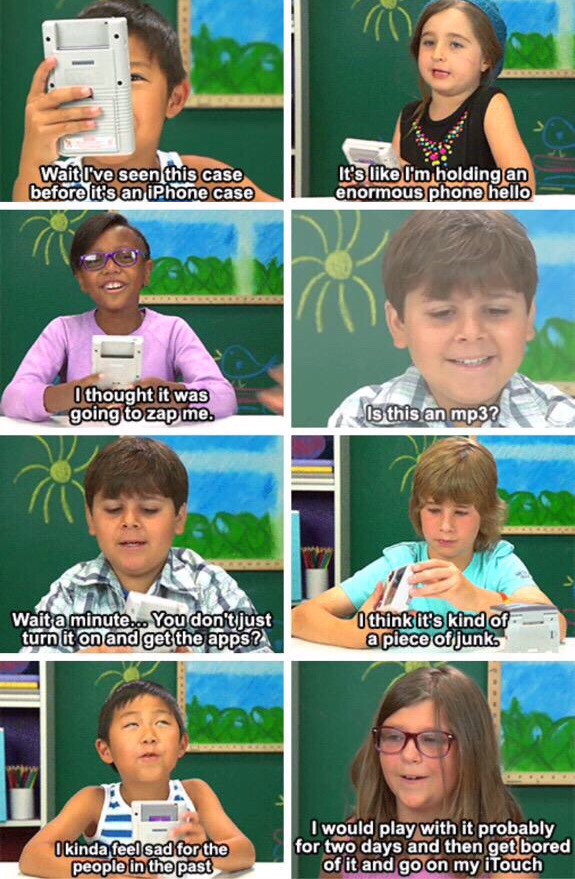 Wait I've seen this case
before it's an iPhone case
It's like I'm holding an
enormous phone hello
I thought it was
going to zap me.
Is this an mp3?
Wait a minute... You don't just
turn it on and get the apps?
I think it's kind of
a piece of junk.
I kinda feel sad for the
people in the past
I would play with it probably
for two days and then get bored
of it and go on my iTouch